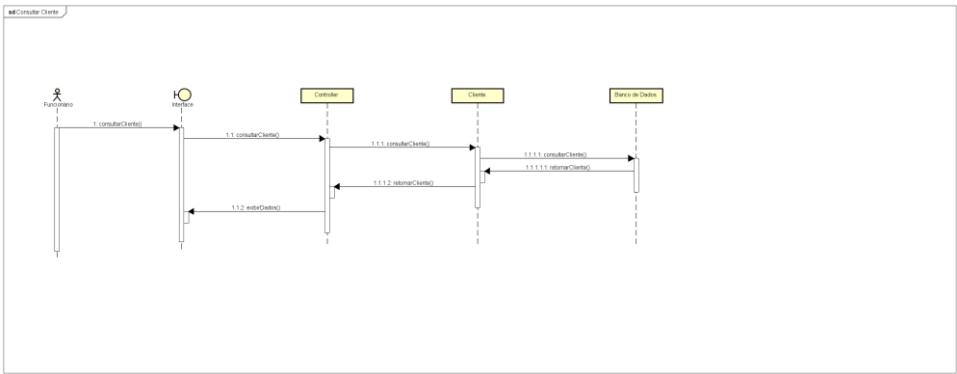 sd Consultar Cliente
Funcionário
Interface
Controller
Cliente
Banco de Dados
1: consultarCliente()
1.1: consultarCliente()
1.1.1: consultarCliente()
1.1.1.1: consultarCliente()
1.1.1.1.1: retornarCliente()
1.1.1.2: retornarCliente()
1.1.2: exibirDados()